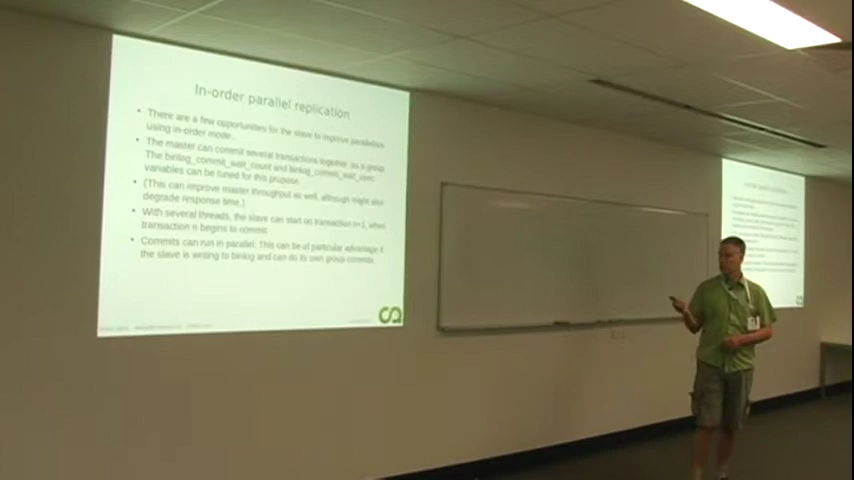 In-order parallel replication
• There are a few opportunities for the slave to improve parallelism
using in-order mode.
• The master can commit several transactions together, as a group.
The binlog_commit_wait_count and binlog_commit_wait_usec
variables can be tuned for this
• (This can improve master throughput as well, although might also
degrade response time.)
• With several threads, the slave can start on transaction n+1, when
transaction n begins to commit.
• Commits can run in parallel. This can be of particular advantage if
the slave is writing to binlog and can do its own group commits.